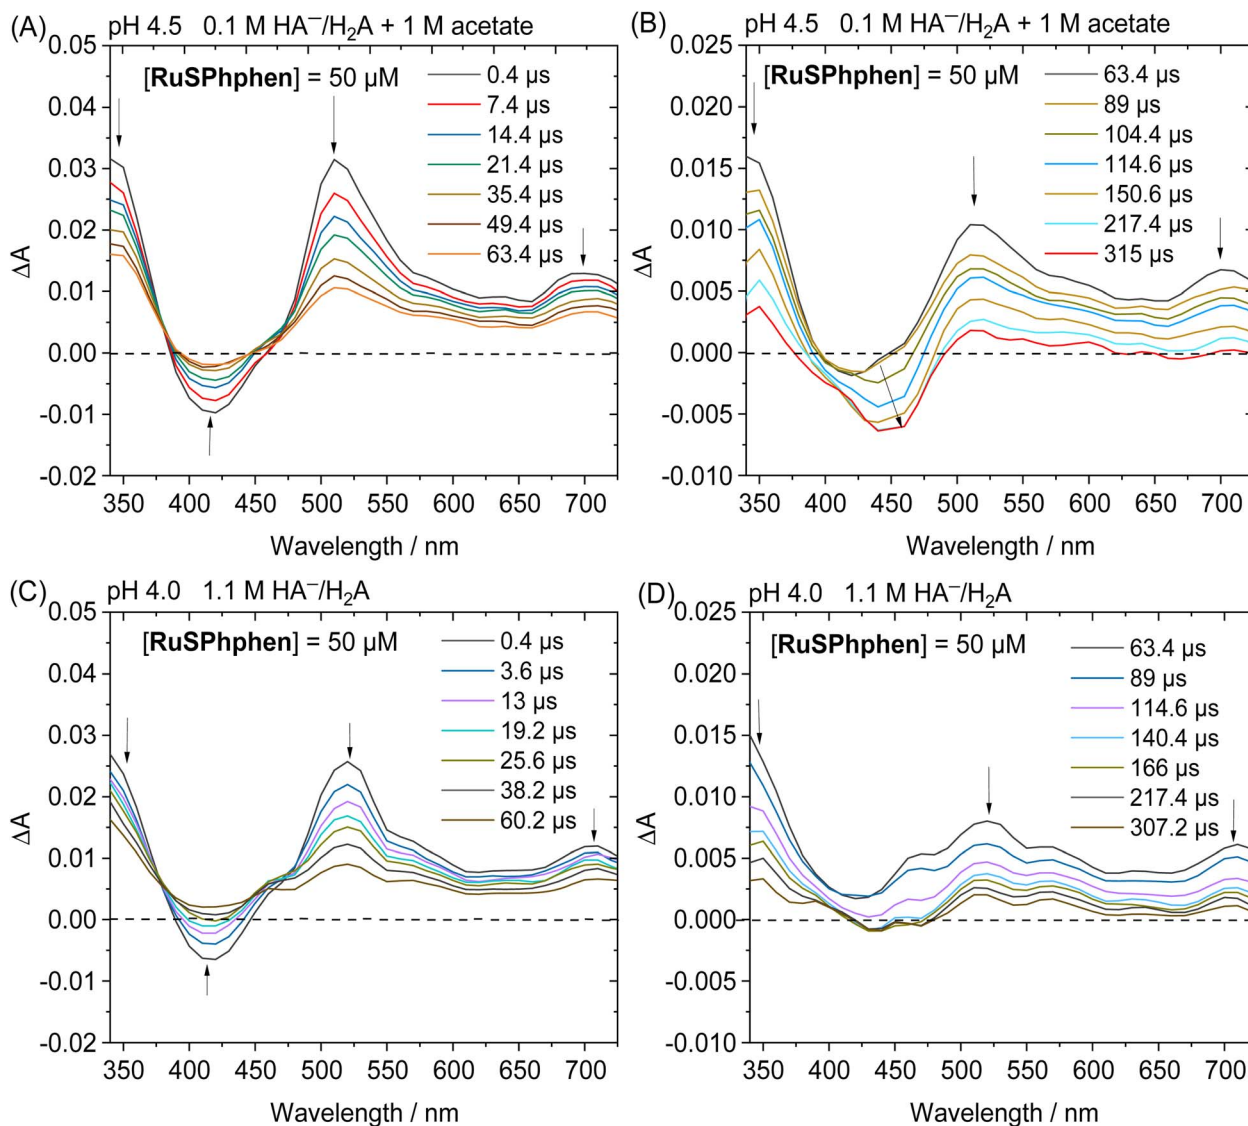 (A) pH 4.5 0.1 M HA⁻/H₂A + 1 M acetate
[RuSPhphen] = 50 µM
0.4 µs
7.4 µs
14.4 µs
21.4 µs
35.4 µs
49.4 µs
63.4 µs
0.05
0.04
0.03
0.02
0.01
0.00
-0.01
-0.02
ΔA
350 400 450 500 550 600 650 700
Wavelength / nm
(B) pH 4.5 0.1 M HA⁻/H₂A + 1 M acetate
[RuSPhphen] = 50 µM
63.4 µs
89 µs
104.4 µs
114.6 µs
150.6 µs
217.4 µs
315 µs
0.025
0.020
0.015
0.010
0.005
0.000
-0.005
-0.010
ΔA
350 400 450 500 550 600 650 700
Wavelength / nm
(C) pH 4.0 1.1 M HA⁻/H₂A
[RuSPhphen] = 50 µM
0.4 µs
3.6 µs
13 µs
19.2 µs
25.6 µs
38.2 µs
60.2 µs
0.05
0.04
0.03
0.02
0.01
0.00
-0.01
-0.02
ΔA
350 400 450 500 550 600 650 700
Wavelength / nm
(D) pH 4.0 1.1 M HA⁻/H₂A
[RuSPhphen] = 50 µM
63.4 µs
89 µs
114.6 µs
140.4 µs
166 µs
217.4 µs
307.2 µs
0.025
0.020
0.015
0.010
0.005
0.000
-0.005
-0.010
ΔA
350 400 450 500 550 600 650 700
Wavelength / nm